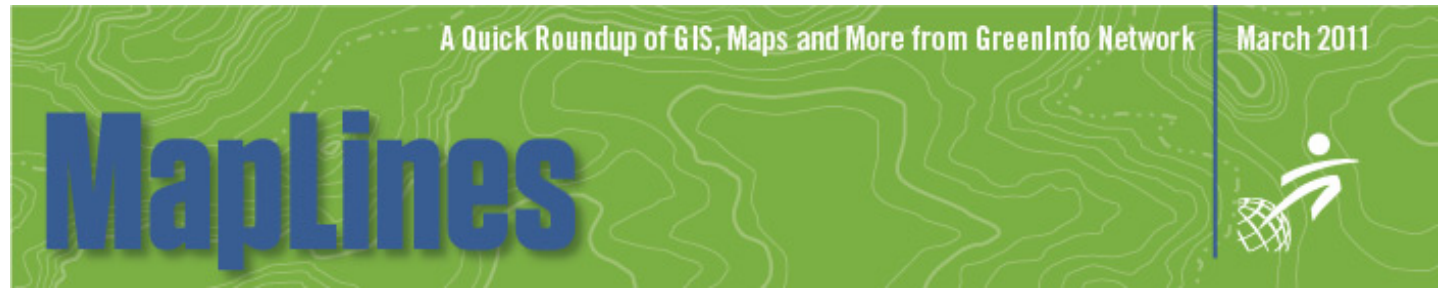 A Quick Roundup of GIS, Maps and More from GreenInfo Network
March 2011
MapLines